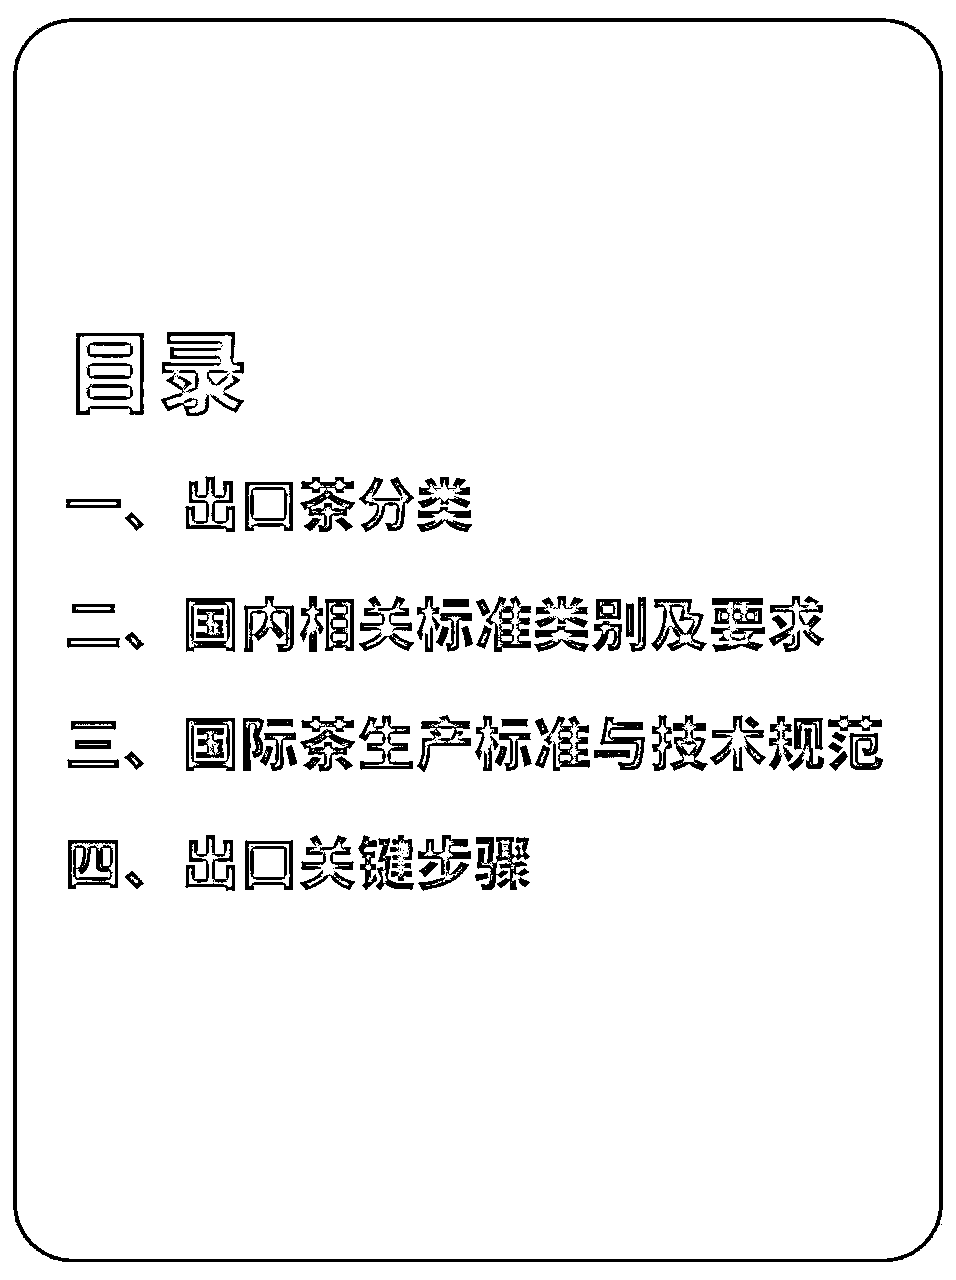 目录
一、出口茶分类
二、国内相关标准类别及要求
三、国际茶生产标准与技术规范
四、出口关键步骤